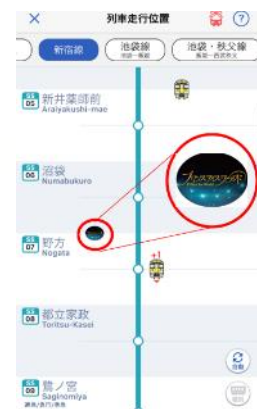 ×
列車走行位置
?
新宿線
池袋線
池袋・秩父線
SS
05
新井薬師前
Araiyakushi-mae
SS
06
沼袋
Numabukuro
SS
07
野方
Nogata
+1
SS
08
都立家政
Toritsu-Kasei
SS
09
鷺ノ宮
Saginomiya